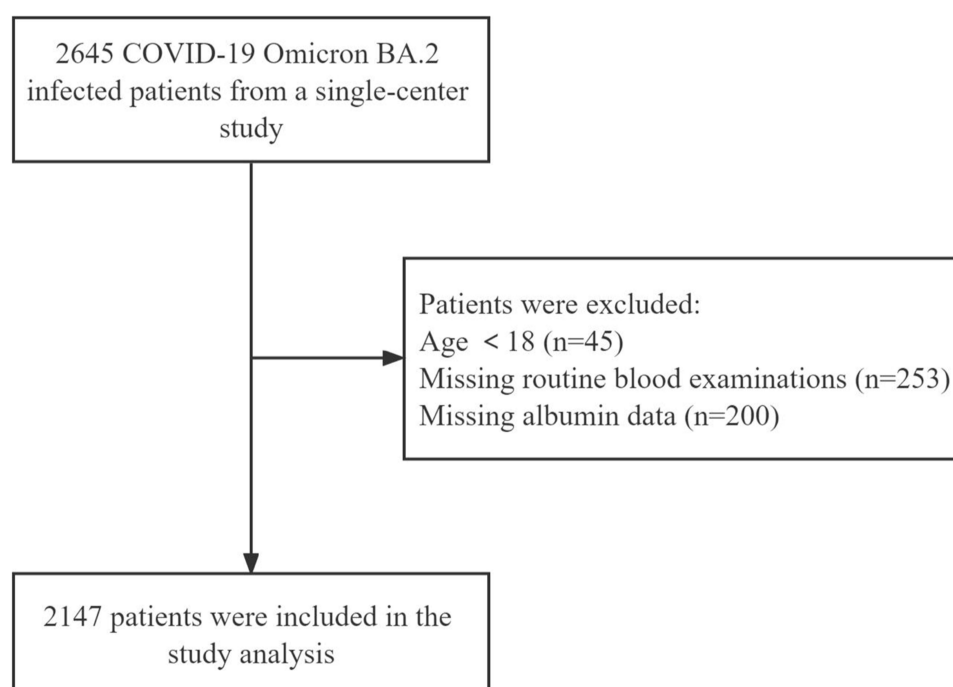 2645 COVID-19 Omicron BA.2
infected patients from a single-center
study
Patients were excluded:
Age < 18 (n=45)
Missing routine blood examinations (n=253)
Missing albumin data (n=200)
2147 patients were included in the
study analysis